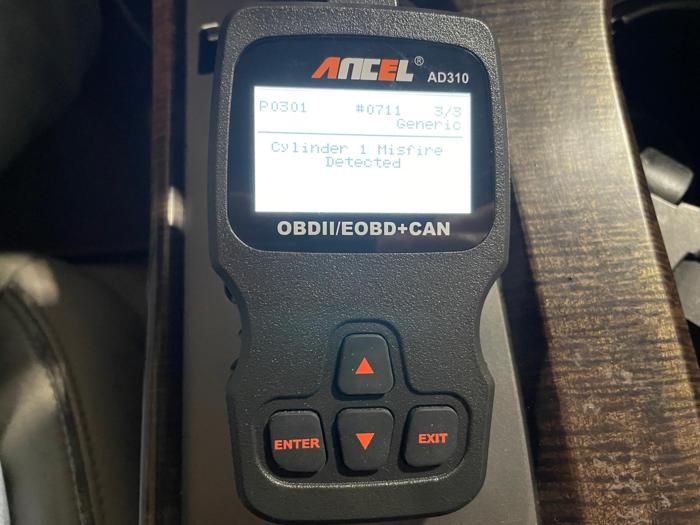 ANCEL® AD310
P0301 #0711 3/3
Generic
Cylinder 1 Misfire
Detected
OBDII/EOBD+CAN
ENTER
EXIT